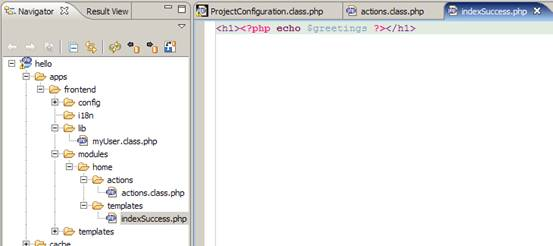 Navigator
Result View
hello
apps
frontend
config
i18n
lib
myUser.class.php
modules
home
actions
actions.class.php
templates
indexSuccess.php
templates
cache
ProjectConfiguration.class.php
actions.class.php
indexSuccess.php
<h1><?php echo $greetings ?></h1>